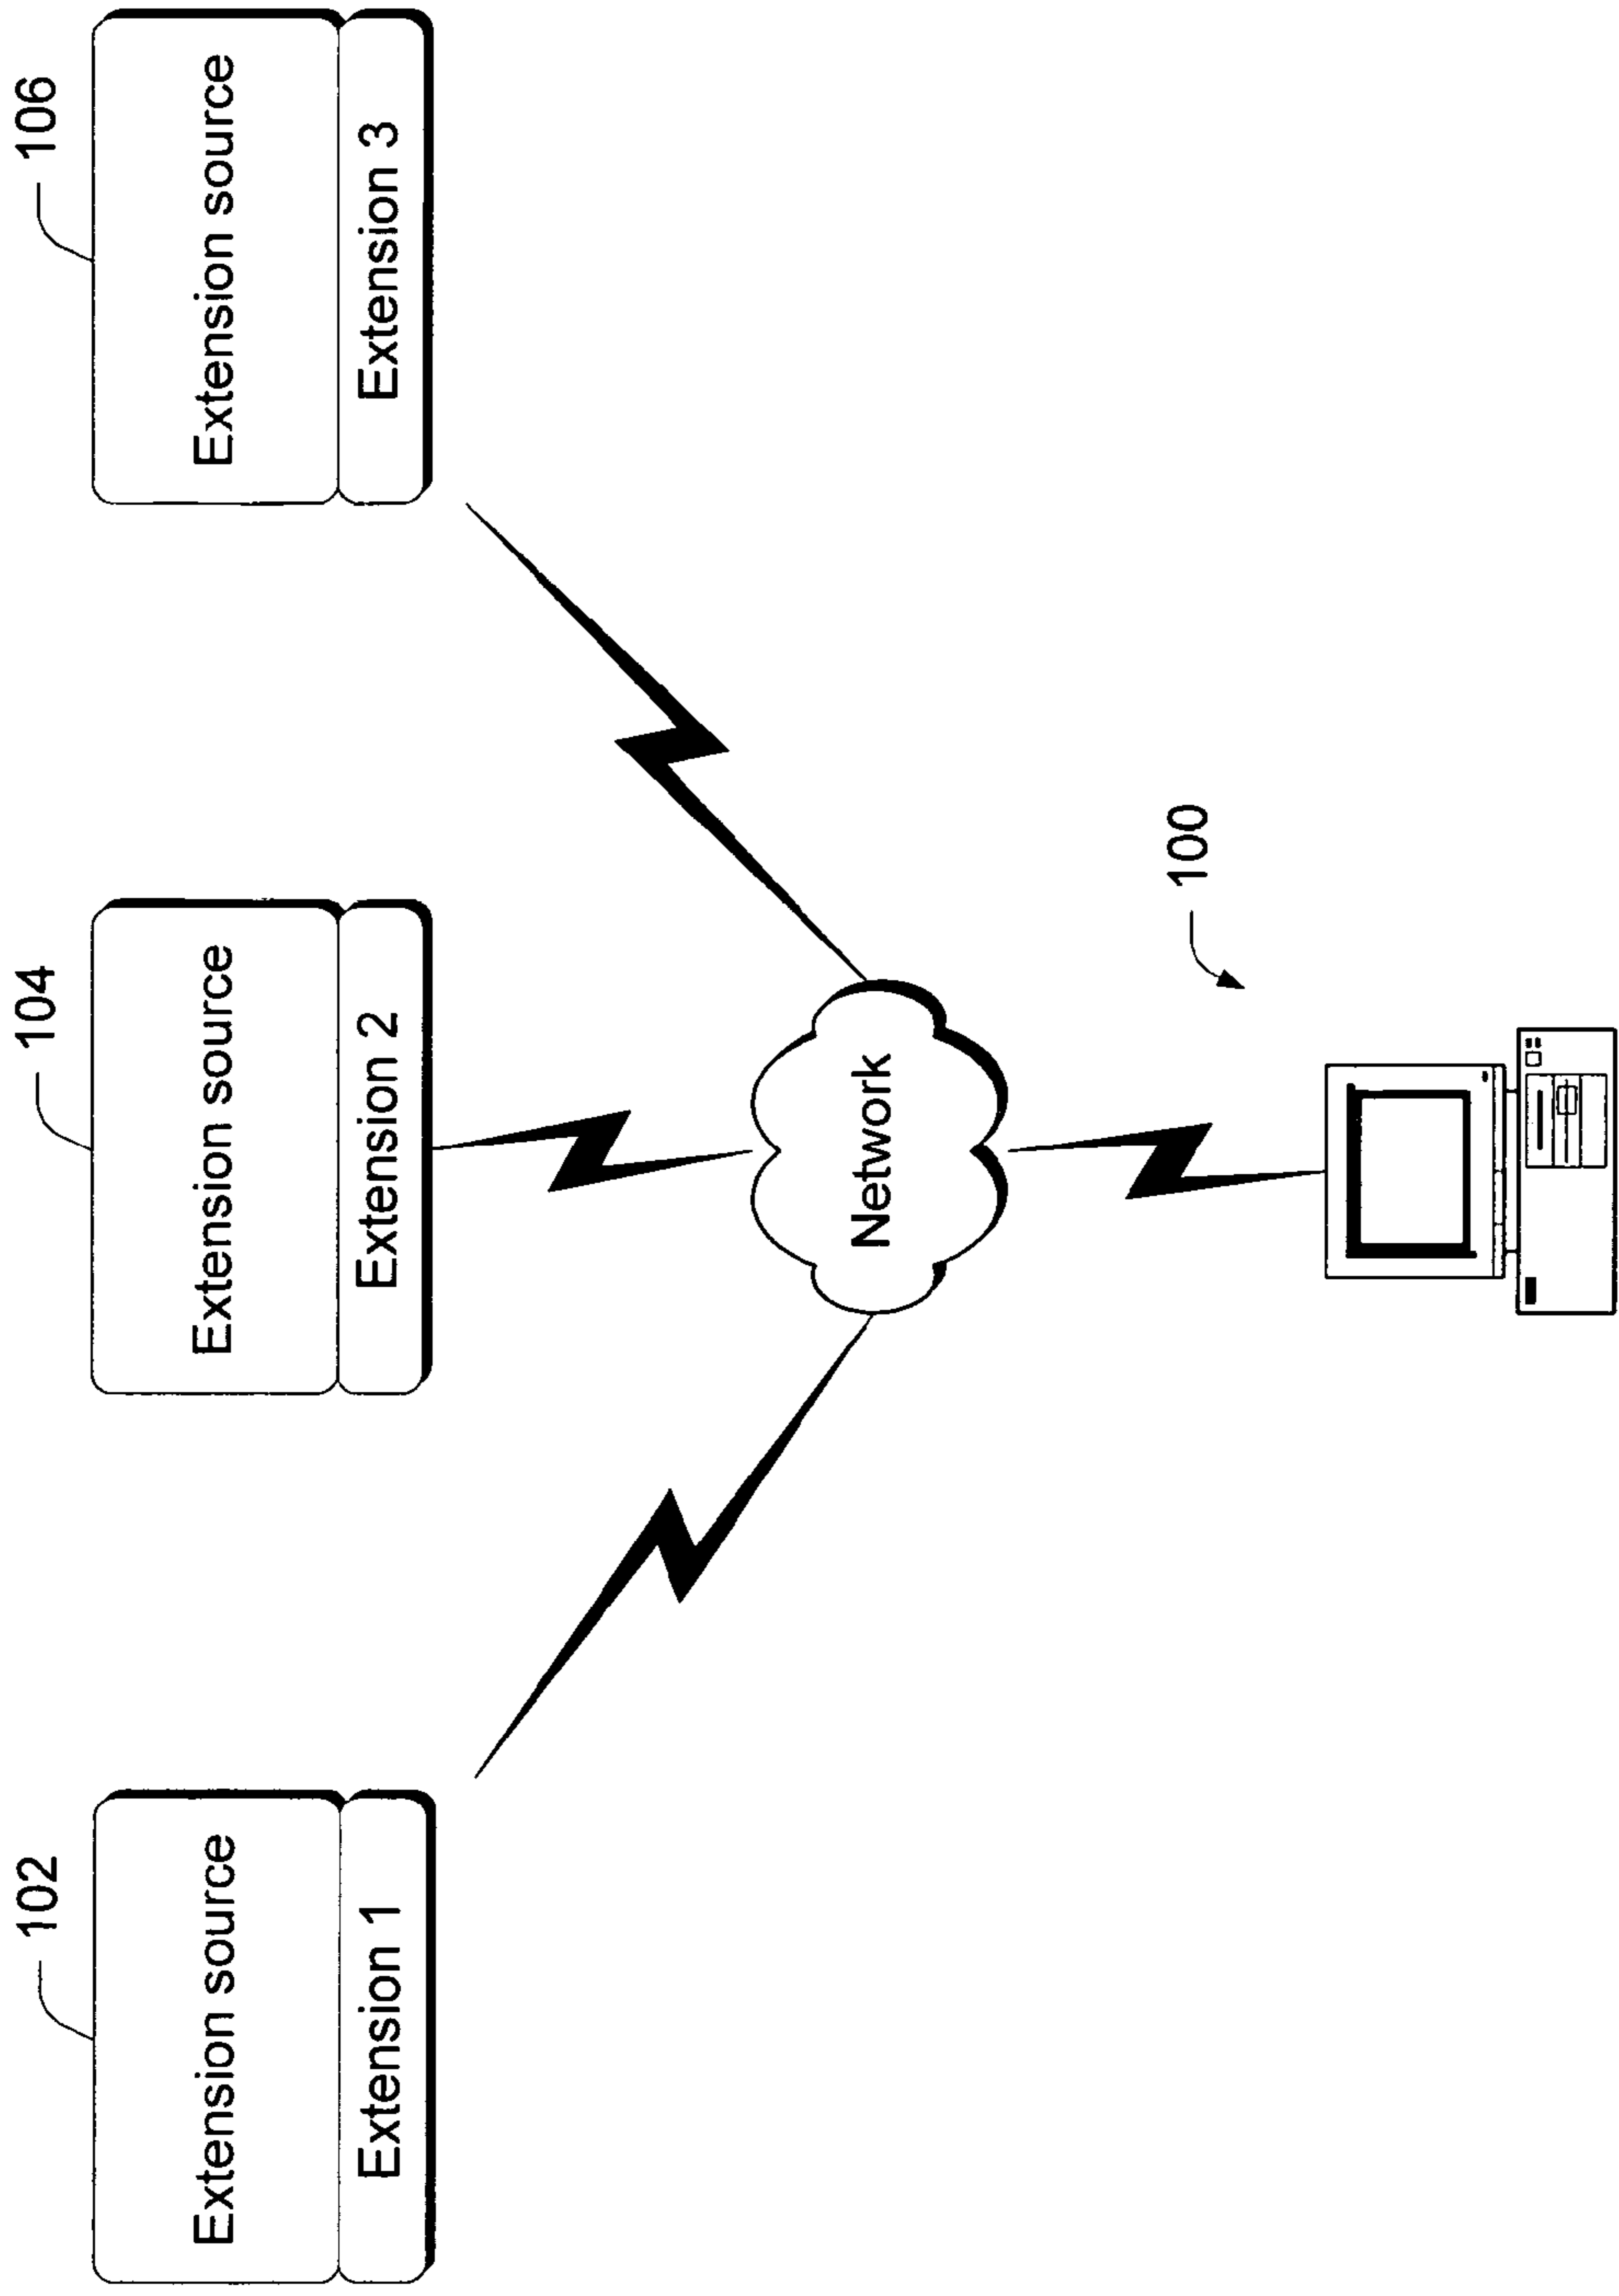 102
Extension source
Extension 1
104
Extension source
Extension 2
106
Extension source
Extension 3
Network
100